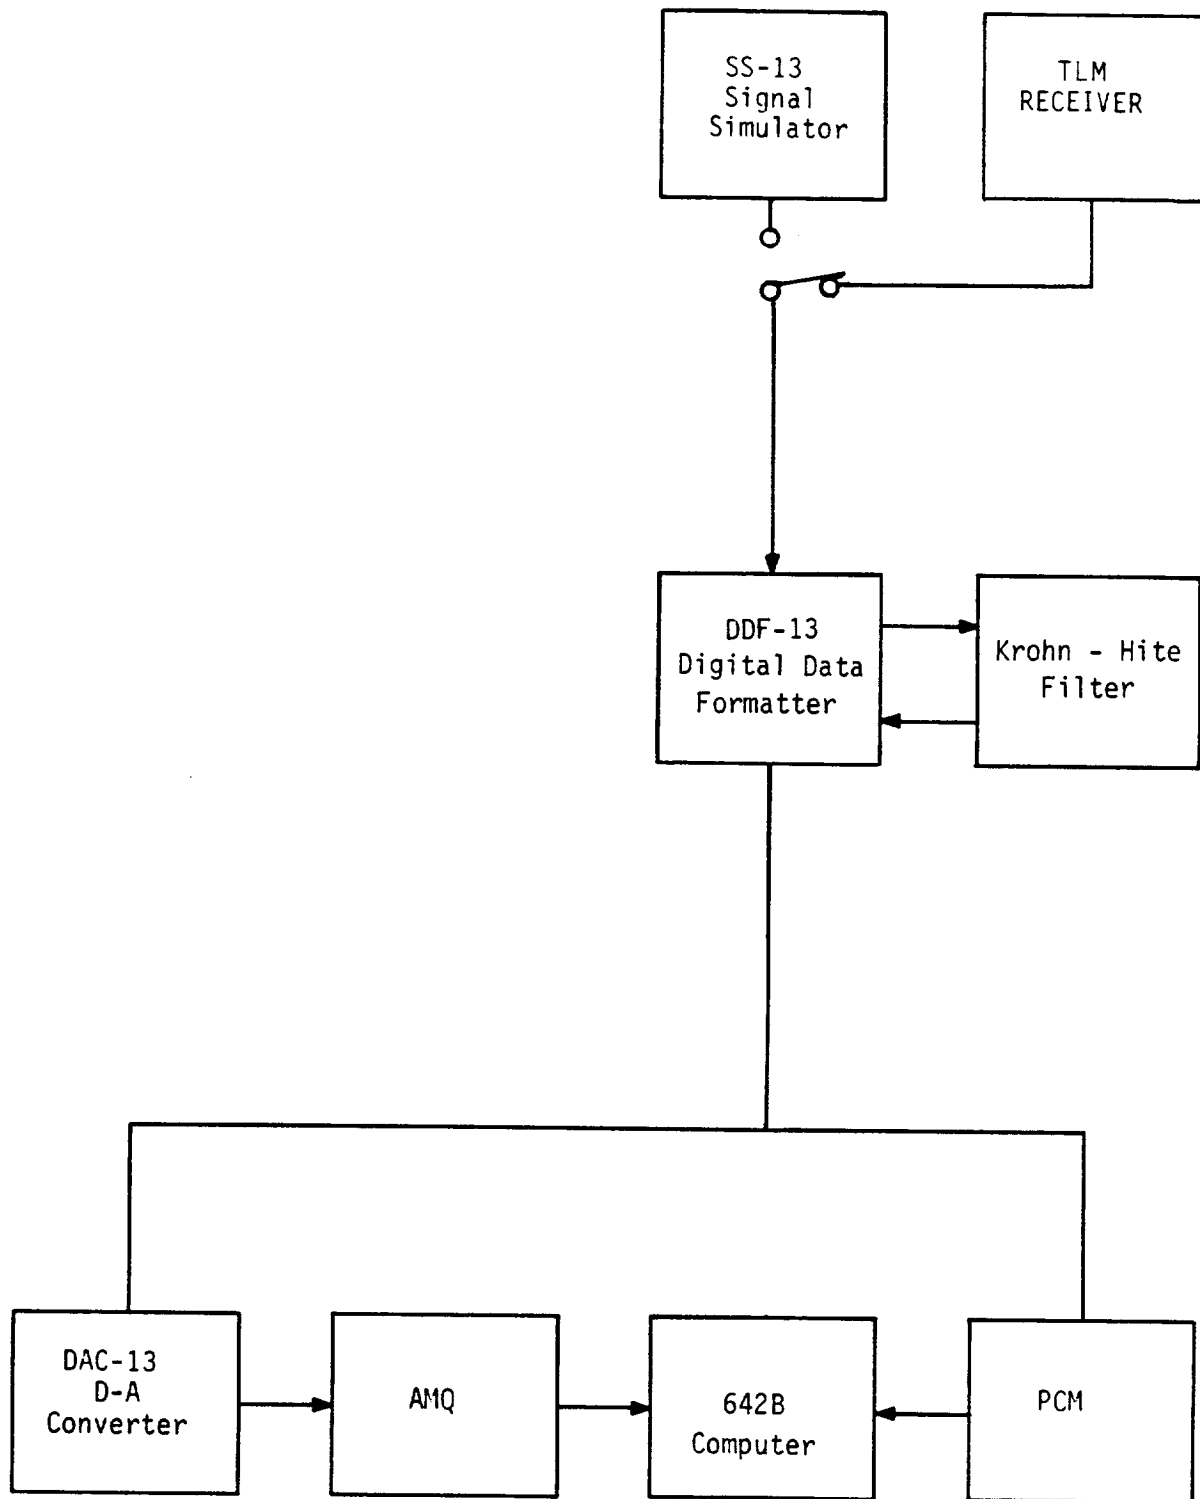 SS-13
Signal
Simulator
TLM
RECEIVER
DDF-13
Digital Data
Formatter
Krohn - Hite
Filter
DAC-13
D-A
Converter
AMQ
642B
Computer
PCM